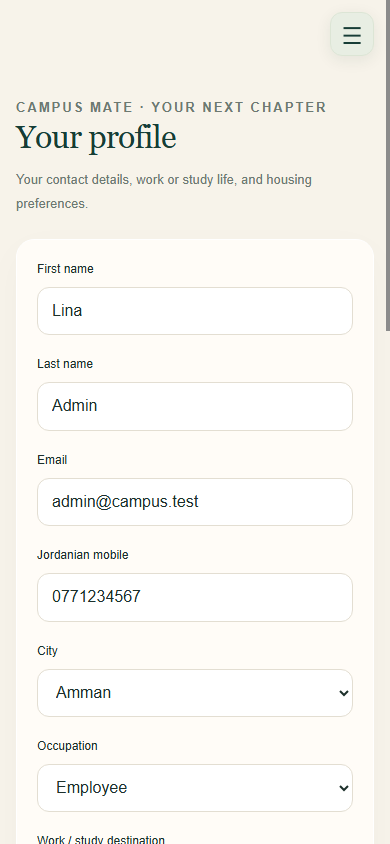 CAMPUS MATE · YOUR NEXT CHAPTER
Your profile
Your contact details, work or study life, and housing
preferences.
First name
Lina
Last name
Admin
Email
admin@campus.test
Jordanian mobile
0771234567
City
Amman
Occupation
Employee
Work / study destination